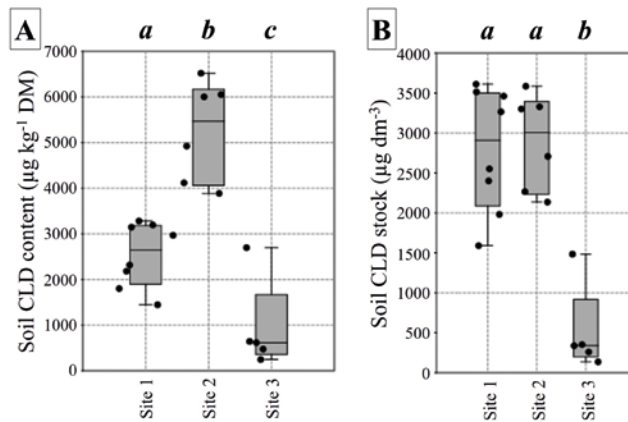 A
a b c
Soil CLD content (µg kg⁻¹ DM)
7000
6000
5000
4000
3000
2000
1000
0
Site 1
Site 2
Site 3
B
a a b
Soil CLD stock (µg dm⁻³)
4000
3500
3000
2500
2000
1000
500
0
Site 1
Site 2
Site 3